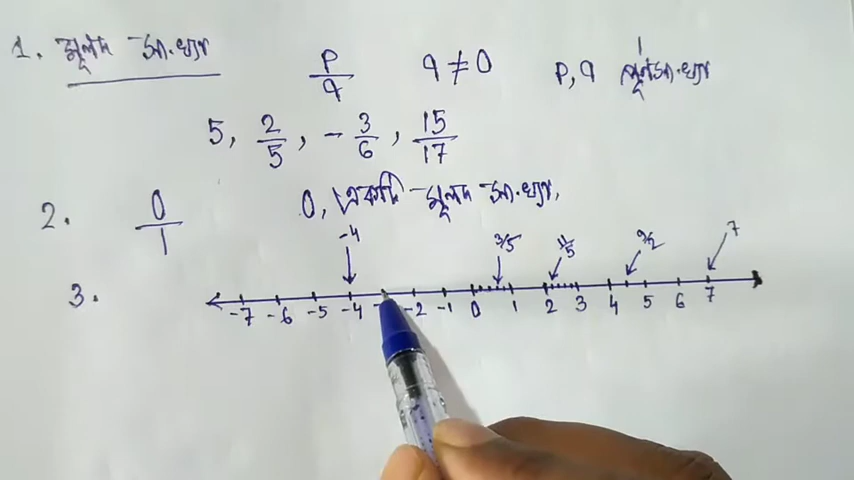 1. মূলদ সংখ্যা
p/q q ≠ 0 p, q পূর্ণসংখ্যা
5, 2/5, - 3/6, 15/17
2. 0/1 0, একটি মূলদ সংখ্যা,
-4 3/5 11/5 9/2 7
3.
-7 -6 -5 -4 - -2 -1 0 1 2 3 4 5 6 7